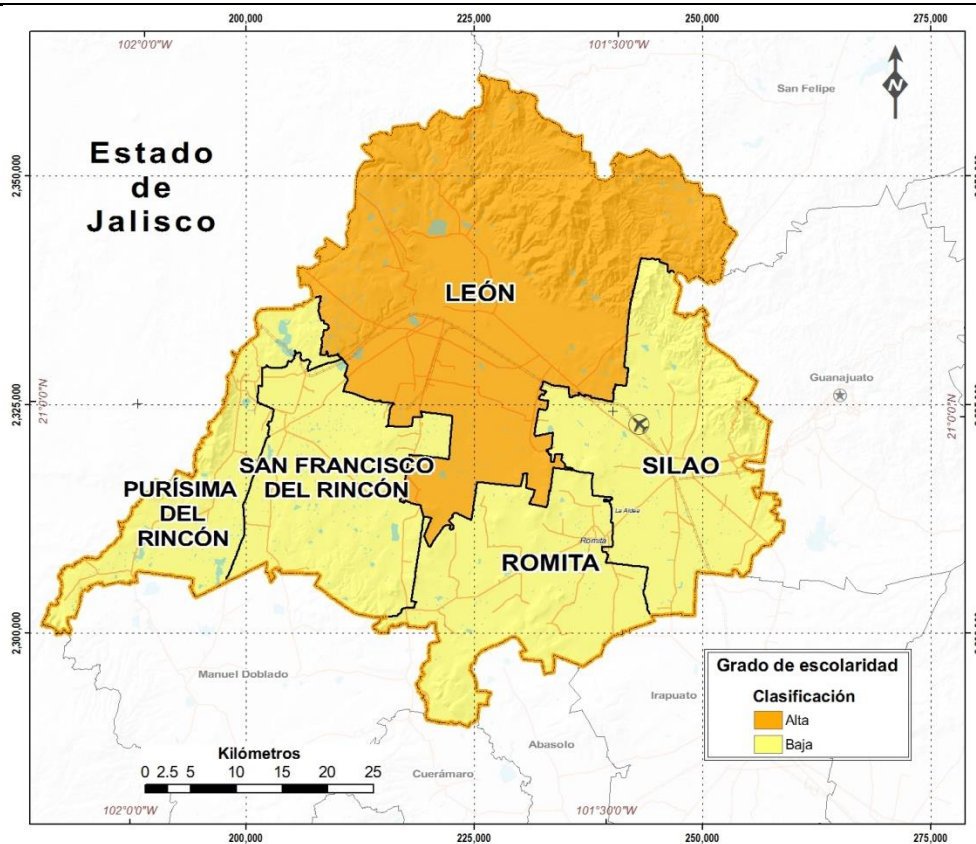 200,000
225,000
250,000
275,000
102°0'0"W
101°30'0"W
San Felipe
N
Estado
de
Jalisco
2,350,000
LEÓN
Guanajuato
2,325,000
21°0'0"N
21°0'0"N
SAN FRANCISCO
DEL RINCÓN
SILAO
PURÍSIMA
DEL
RINCÓN
La Aldea
Romita
ROMITA
2,300,000
Manuel Doblado
Irapuato
Abasolo
Cuerámaro
Grado de escolaridad
Clasificación
Alta
Baja
Kilómetros
0 2.5 5 10 15 20 25
102°0'0"W
101°30'0"W
200,000
225,000
250,000
275,000